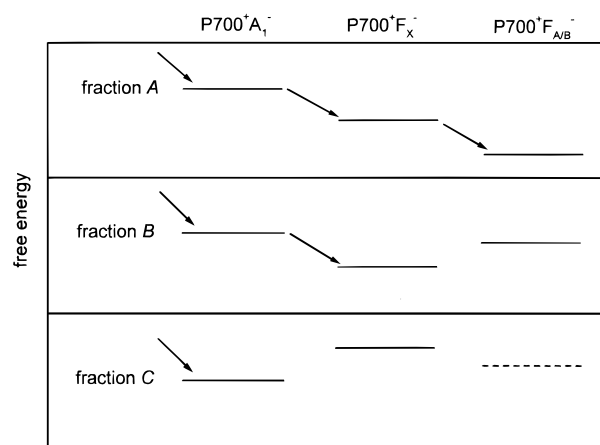 P700⁺A₁⁻ P700⁺Fₓ⁻ P700⁺F_A/B⁻
fraction A
fraction B
fraction C
free energy